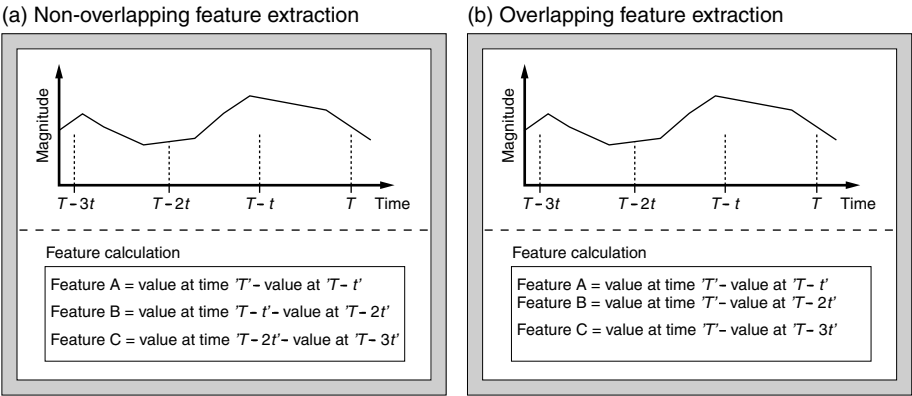 (a) Non-overlapping feature extraction
Magnitude
T - 3t T - 2t T - t T Time
Feature calculation
Feature A = value at time 'T' - value at 'T - t'
Feature B = value at time 'T - t' - value at 'T - 2t'
Feature C = value at time 'T - 2t' - value at 'T - 3t'
(b) Overlapping feature extraction
Magnitude
T - 3t T - 2t T - t T Time
Feature calculation
Feature A = value at time 'T' - value at 'T - t'
Feature B = value at time 'T' - value at 'T - 2t'
Feature C = value at time 'T' - value at 'T - 3t'